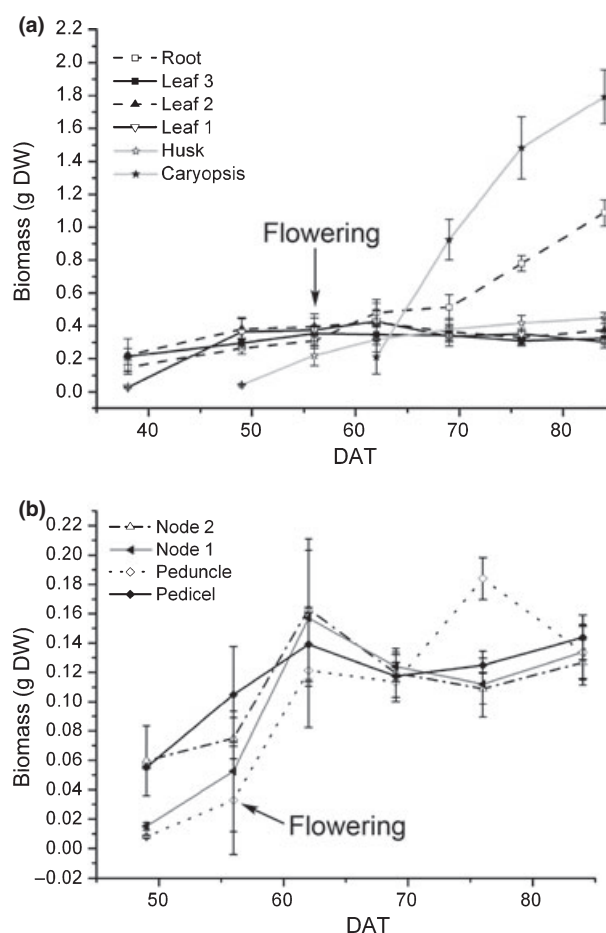 (a)
2.2
2.0
1.8
1.6
1.4
1.2
1.0
0.8
0.6
0.4
0.2
0.0
Biomass (g DW)
Root
Leaf 3
Leaf 2
Leaf 1
Husk
Caryopsis
Flowering
40 50 60 70 80
DAT
(b)
0.22
0.20
0.18
0.16
0.14
0.12
0.10
0.08
0.06
0.04
0.02
0.00
−0.02
Biomass (g DW)
Node 2
Node 1
Peduncle
Pedicel
Flowering
50 60 70 80
DAT